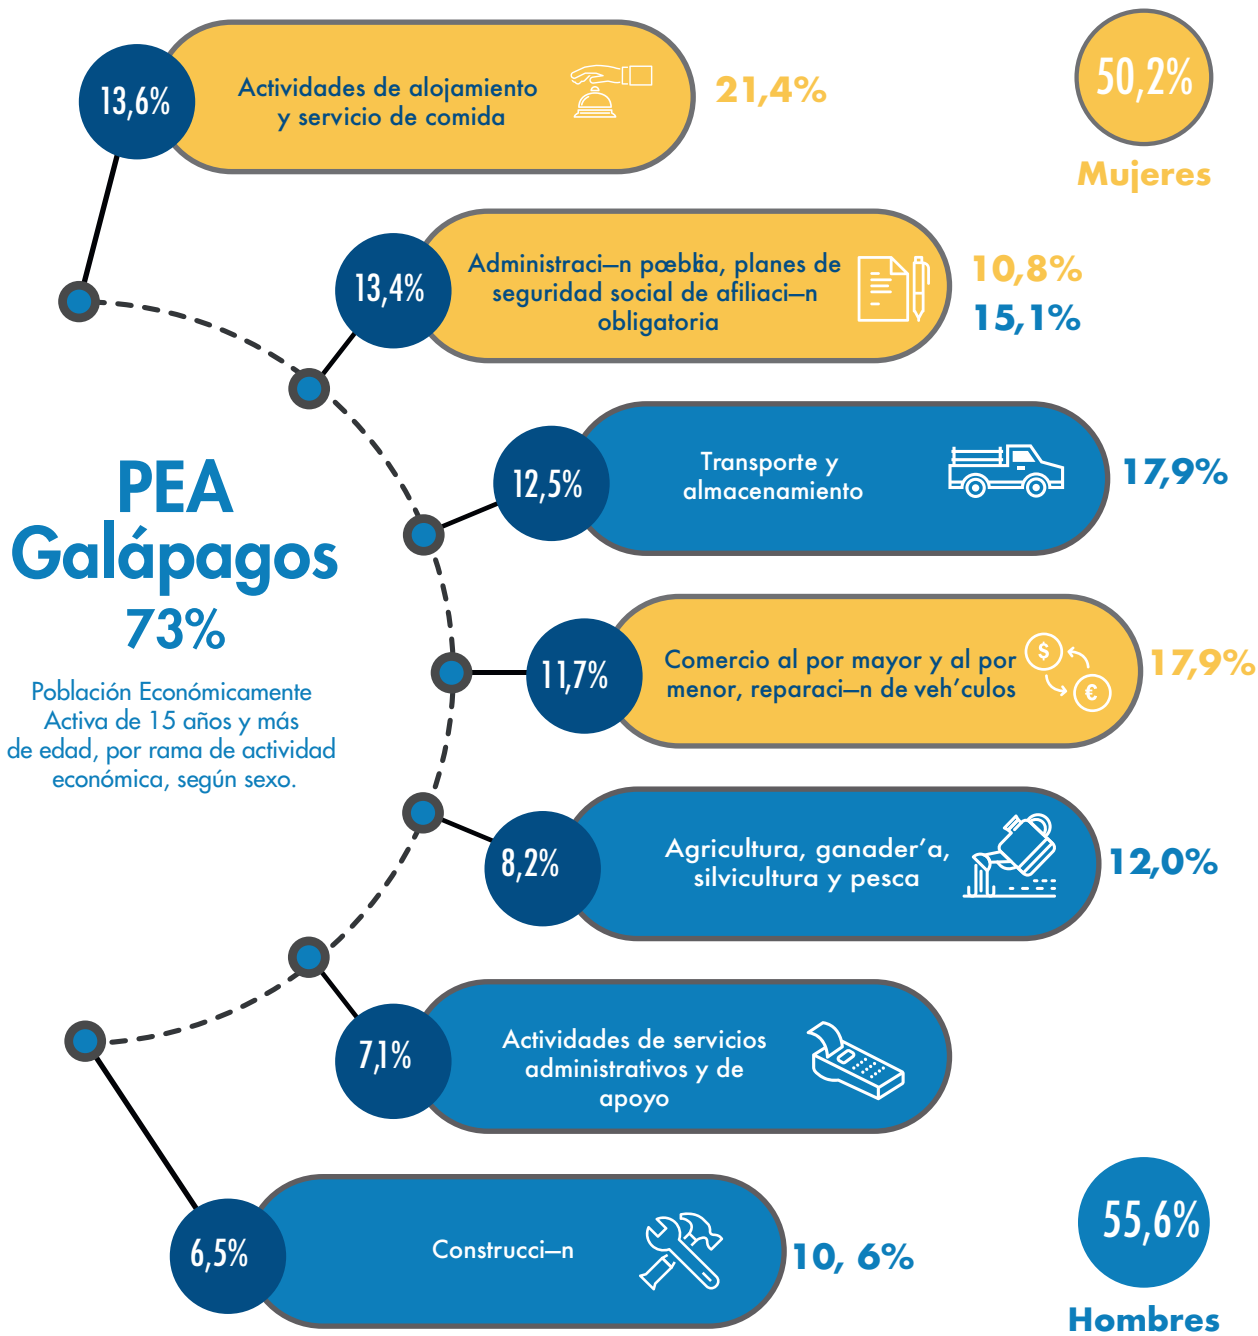 13,6%
Actividades de alojamiento
y servicio de comida
21,4%
50,2%
Mujeres
13,4%
Administraci—n pœblia, planes de
seguridad social de afiliaci—n
obligatoria
10,8%
15,1%
12,5%
Transporte y
almacenamiento
17,9%
PEA
Galápagos
73%
Población Económicamente
Activa de 15 años y más
de edad, por rama de actividad
económica, según sexo.
11,7%
Comercio al por mayor y al por
menor, reparaci—n de veh’culos
$
€
17,9%
8,2%
Agricultura, ganader’a,
silvicultura y pesca
12,0%
7,1%
Actividades de servicios
administrativos y de
apoyo
6,5%
Construcci—n
10, 6%
55,6%
Hombres